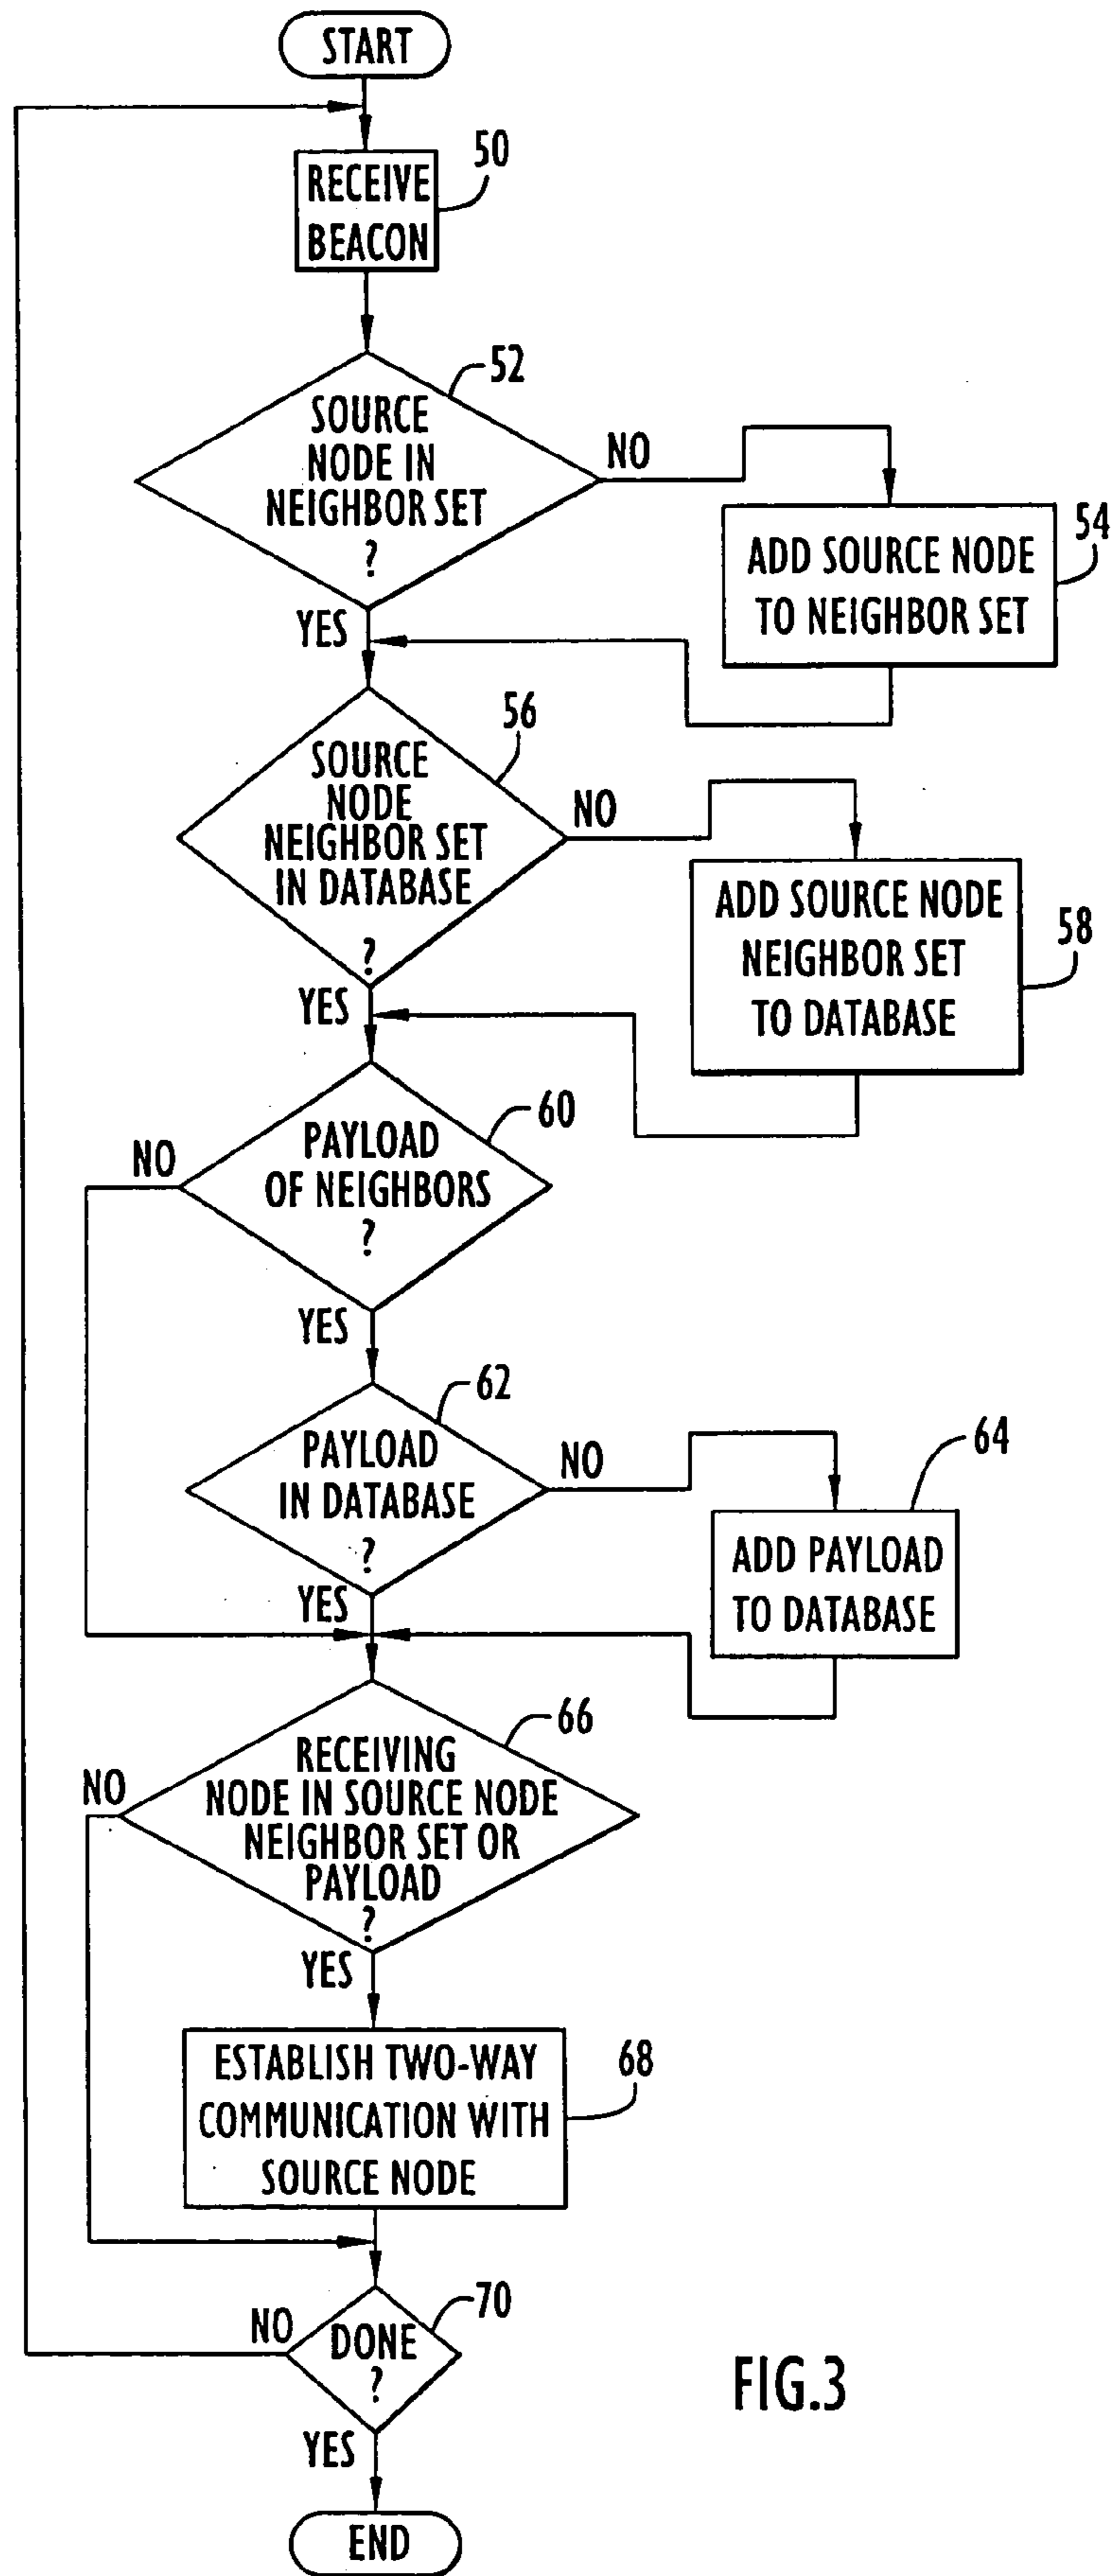 START
50
RECEIVE
BEACON
52
SOURCE
NODE IN
NEIGHBOR SET
?
NO
54
ADD SOURCE NODE
TO NEIGHBOR SET
YES
56
SOURCE
NODE
NEIGHBOR SET
IN DATABASE
?
NO
58
ADD SOURCE NODE
NEIGHBOR SET
TO DATABASE
YES
60
PAYLOAD
OF NEIGHBORS
?
NO
YES
62
PAYLOAD
IN DATABASE
?
NO
64
ADD PAYLOAD
TO DATABASE
YES
66
RECEIVING
NODE IN SOURCE NODE
NEIGHBOR SET OR
PAYLOAD
?
NO
YES
68
ESTABLISH TWO-WAY
COMMUNICATION WITH
SOURCE NODE
70
DONE
?
NO
YES
END
FIG.3